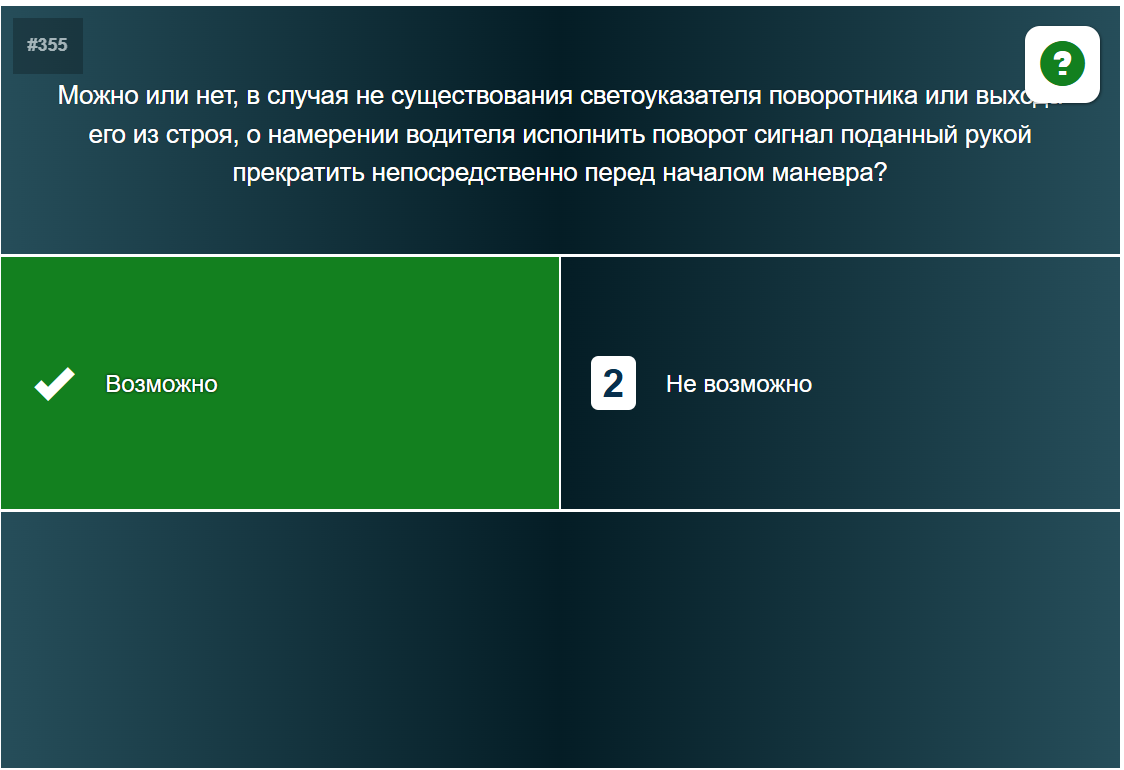 #355
?
Можно или нет, в случая не существования светоуказателя поворотника или выхода
его из строя, о намерении водителя исполнить поворот сигнал поданный рукой
прекратить непосредственно перед началом маневра?
Возможно
2 Не возможно